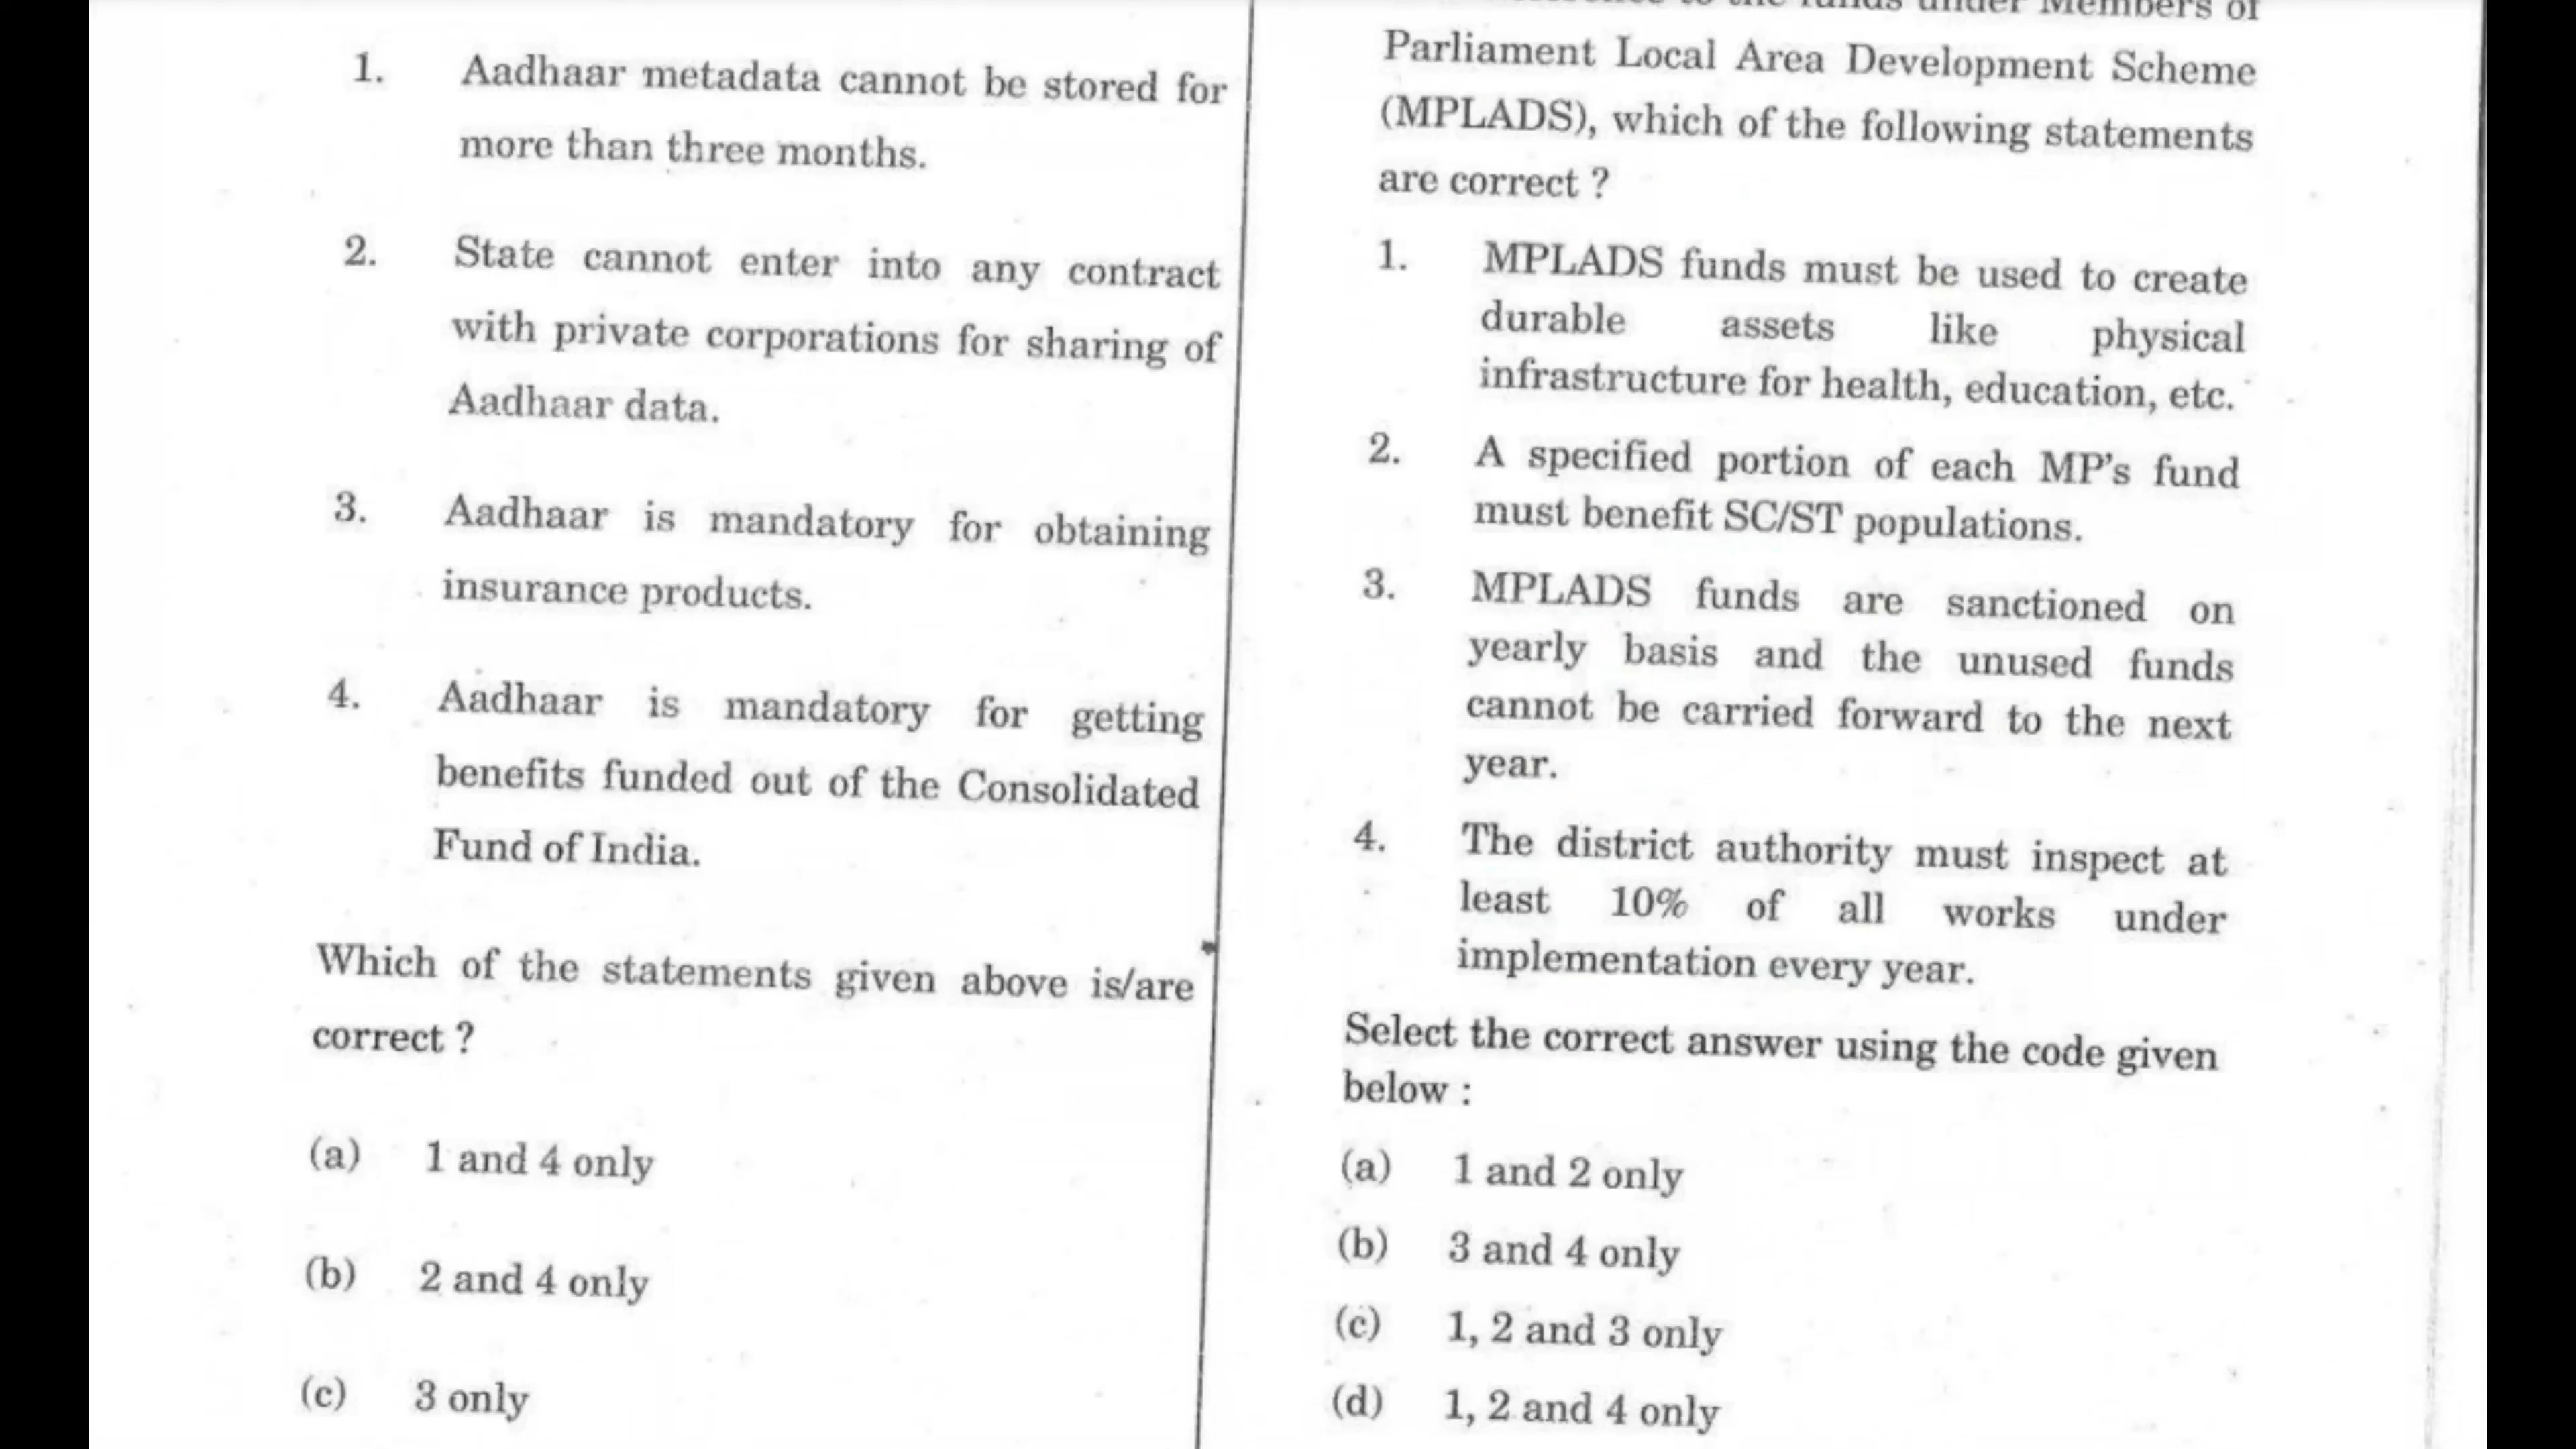 1. Aadhaar metadata cannot be stored for
more than three months.
2. State cannot enter into any contract
with private corporations for sharing of
Aadhaar data.
3. Aadhaar is mandatory for obtaining
insurance products.
4. Aadhaar is mandatory for getting
benefits funded out of the Consolidated
Fund of India.
Which of the statements given above is/are
correct ?
(a) 1 and 4 only
(b) 2 and 4 only
(c) 3 only
to the funds under Members of
Parliament Local Area Development Scheme
(MPLADS), which of the following statements
are correct ?
1. MPLADS funds must be used to create
durable assets like physical
infrastructure for health, education, etc.
2. A specified portion of each MP's fund
must benefit SC/ST populations.
3. MPLADS funds are sanctioned on
yearly basis and the unused funds
cannot be carried forward to the next
year.
4. The district authority must inspect at
least 10% of all works under
implementation every year.
Select the correct answer using the code given
below :
(a) 1 and 2 only
(b) 3 and 4 only
(c) 1, 2 and 3 only
(d) 1, 2 and 4 only